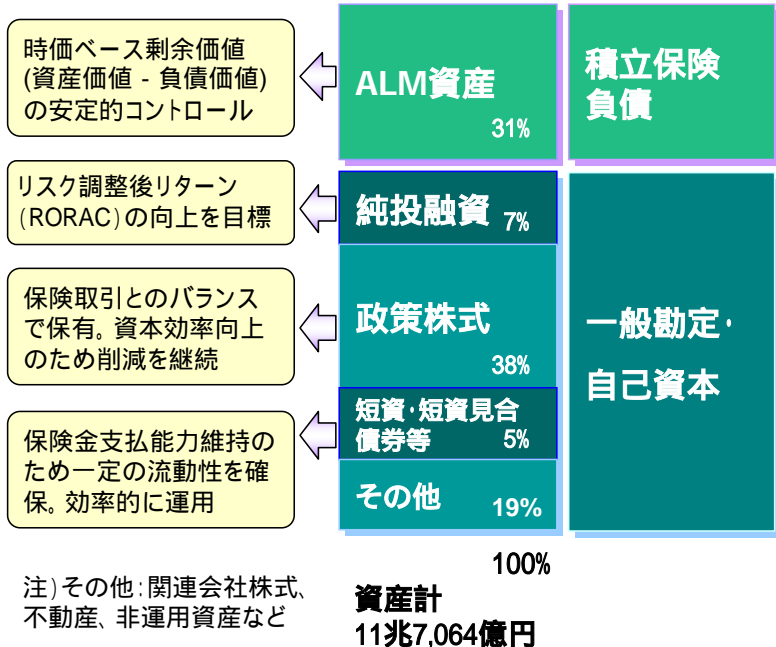 時価ベース剰余価値
(資産価値 - 負債価値)
の安定的コントロール
ALM資産
31%
積立保険
負債
リスク調整後リターン
(RORAC)の向上を目標
純投融資 7%
保険取引とのバランス
で保有。資本効率向上
のため削減を継続
政策株式
38%
一般勘定・
自己資本
保険金支払能力維持の
ため一定の流動性を確
保。効率的に運用
短資・短資見合
債券等 5%
その他 19%
100%
注)その他:関連会社株式、
不動産、非運用資産など
資産計
11兆7,064億円